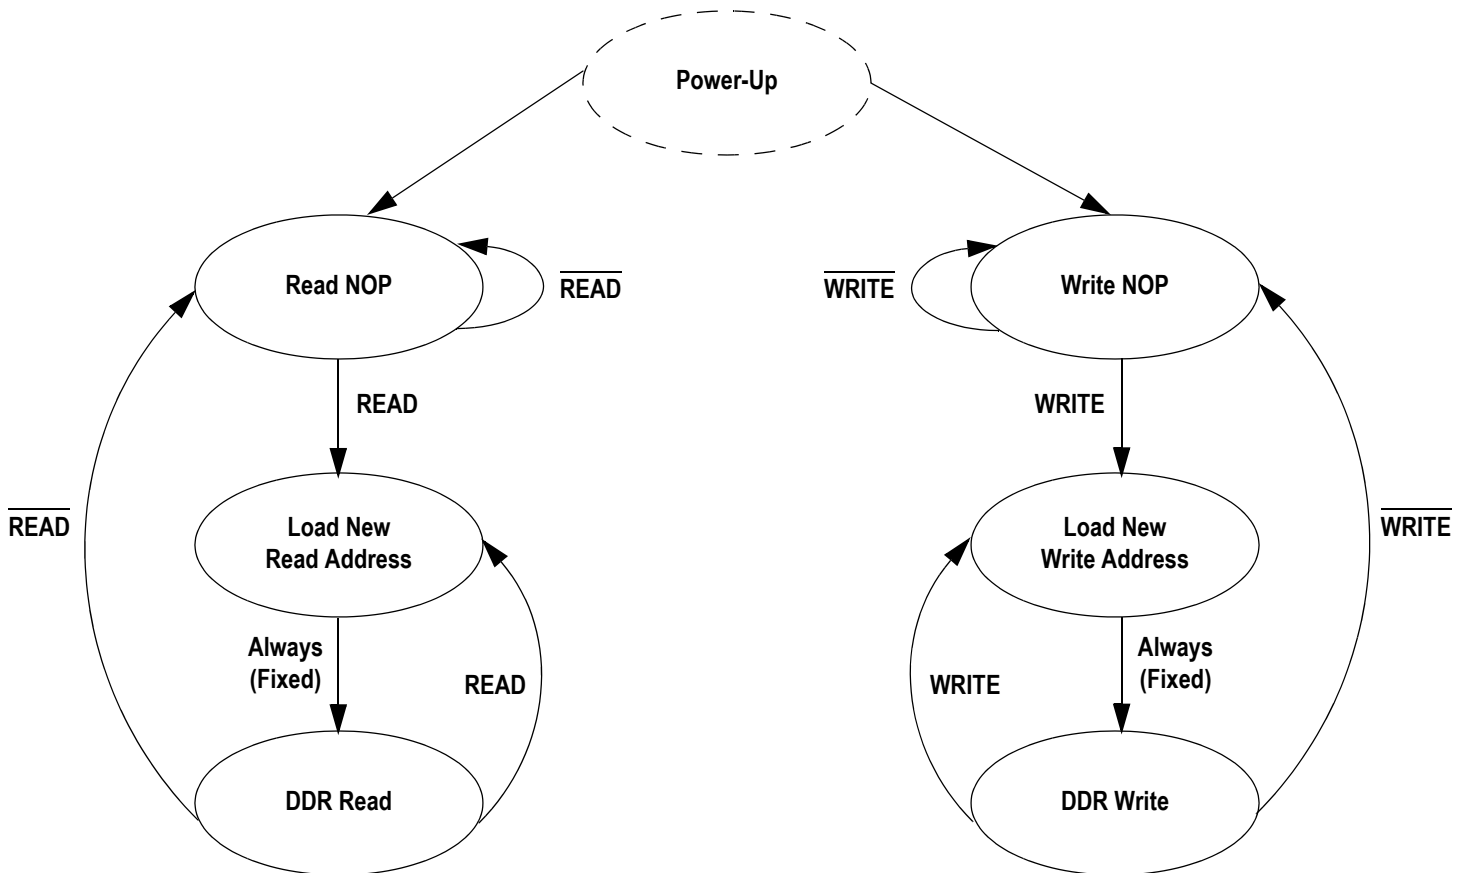 Power-Up
Read NOP
READ
Write NOP
WRITE
READ
WRITE
READ
Load New
Read Address
Load New
Write Address
WRITE
Always
(Fixed)
READ
WRITE
Always
(Fixed)
DDR Read
DDR Write